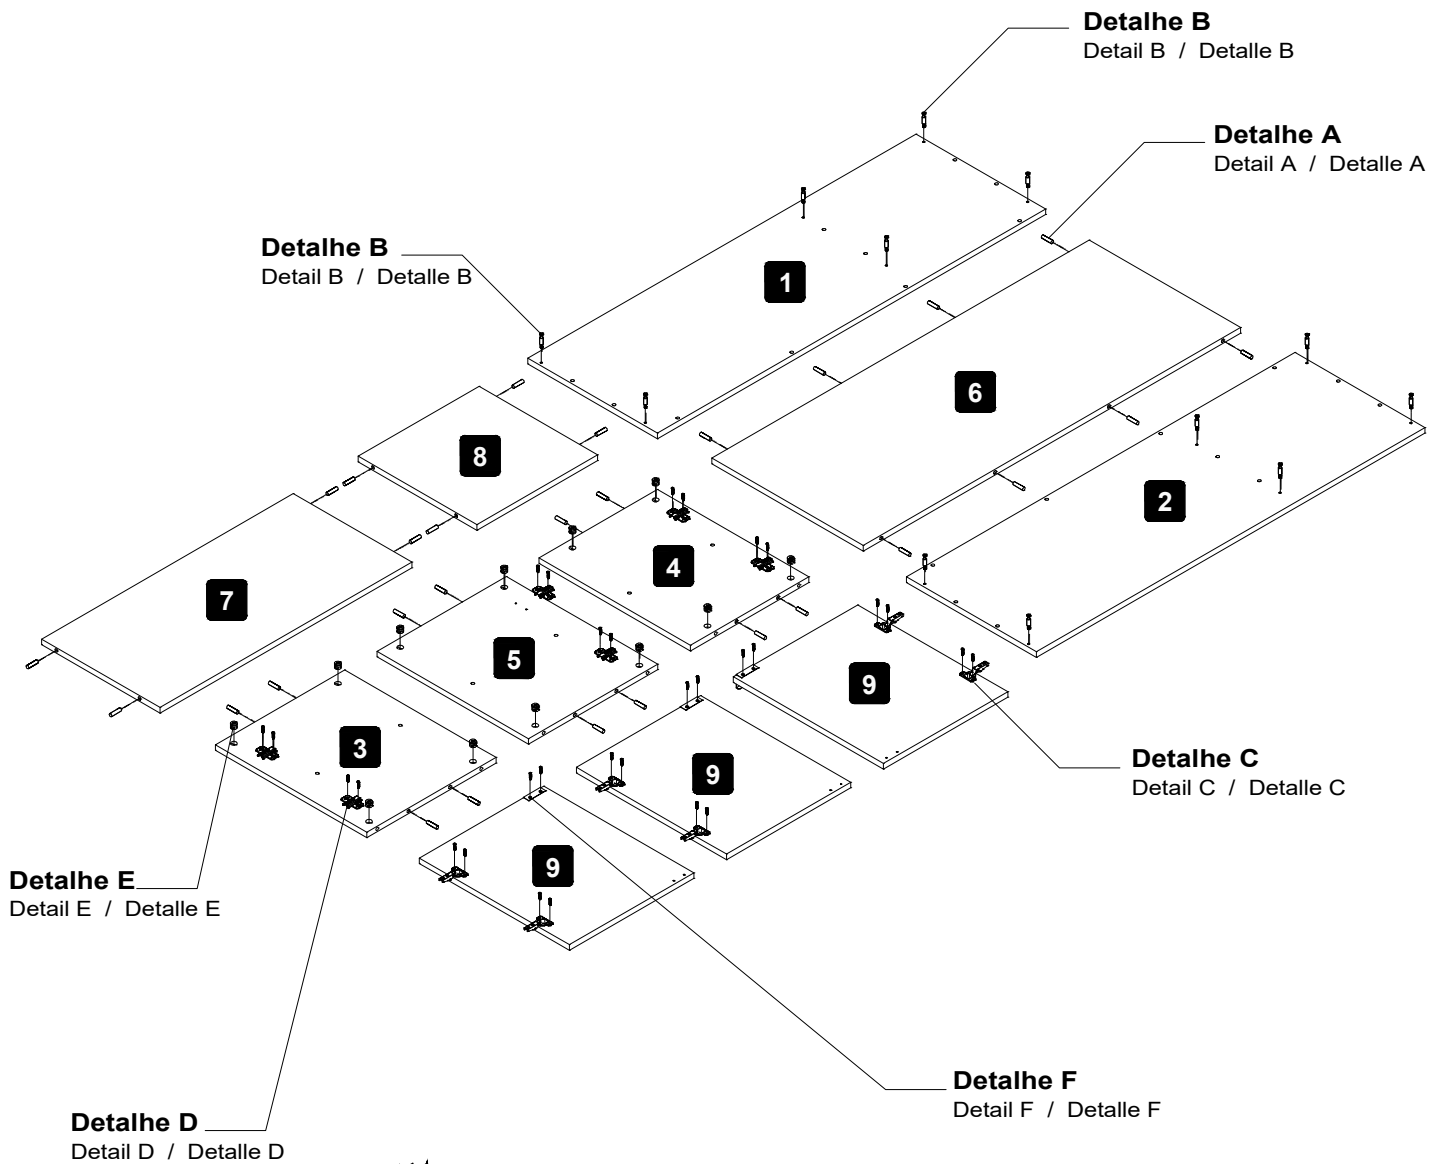 Detalhe B
Detail B / Detalle B
Detalhe A
Detail A / Detalle A
Detalhe B
Detail B / Detalle B
1
6
8
2
4
7
5
9
3
9
9
Detalhe C
Detail C / Detalle C
Detalhe E
Detail E / Detalle E
Detalhe F
Detail F / Detalle F
Detalhe D
Detail D / Detalle D